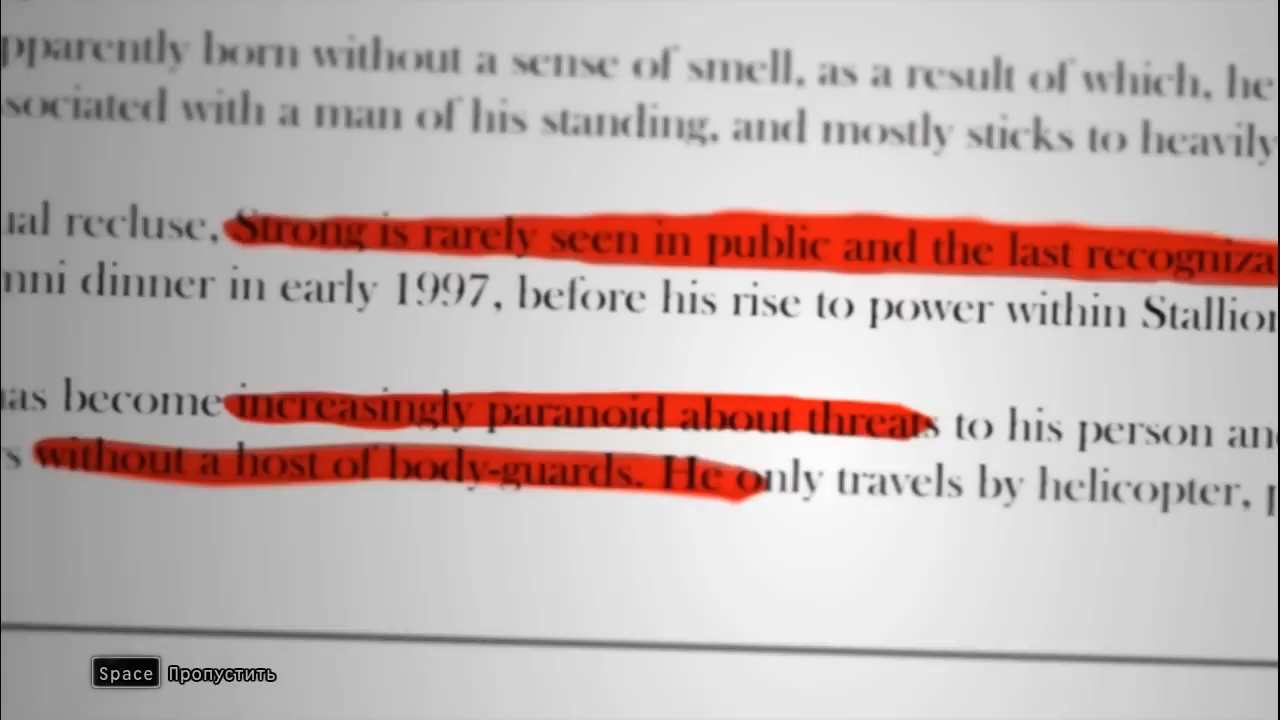 pparently born without a sense of smell, as a result of which, he
sociated with a man of his standing, and mostly sticks to heavily
ial recluse, Strong is rarely seen in public and the last recogniza
mni dinner in early 1997, before his rise to power within Stallion
has become increasingly paranoid about threats to his person an
s without a host of body-guards. He only travels by helicopter, p
Space Пропустить